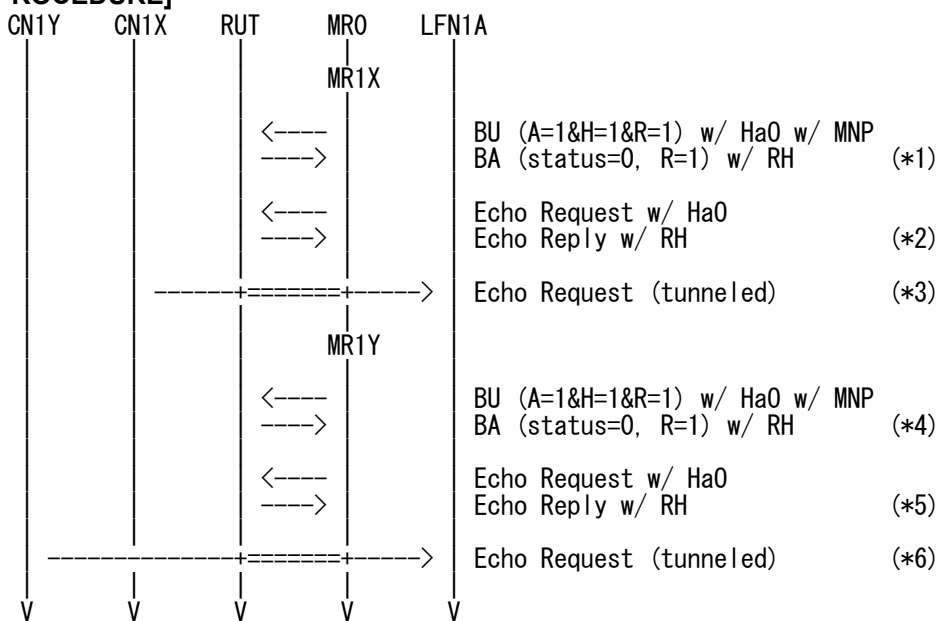 ROCEDURE]
CN1Y CN1X RUT MR0 LFN1A
MR1X
<---- BU (A=1&H=1&R=1) w/ HaO w/ MNP
----> BA (status=0, R=1) w/ RH (*1)
<---- Echo Request w/ HaO
----> Echo Reply w/ RH (*2)
------+=======+-----> Echo Request (tunneled) (*3)
MR1Y
<---- BU (A=1&H=1&R=1) w/ HaO w/ MNP
----> BA (status=0, R=1) w/ RH (*4)
<---- Echo Request w/ HaO
----> Echo Reply w/ RH (*5)
--------------+=======+-----> Echo Request (tunneled) (*6)
V V V V V